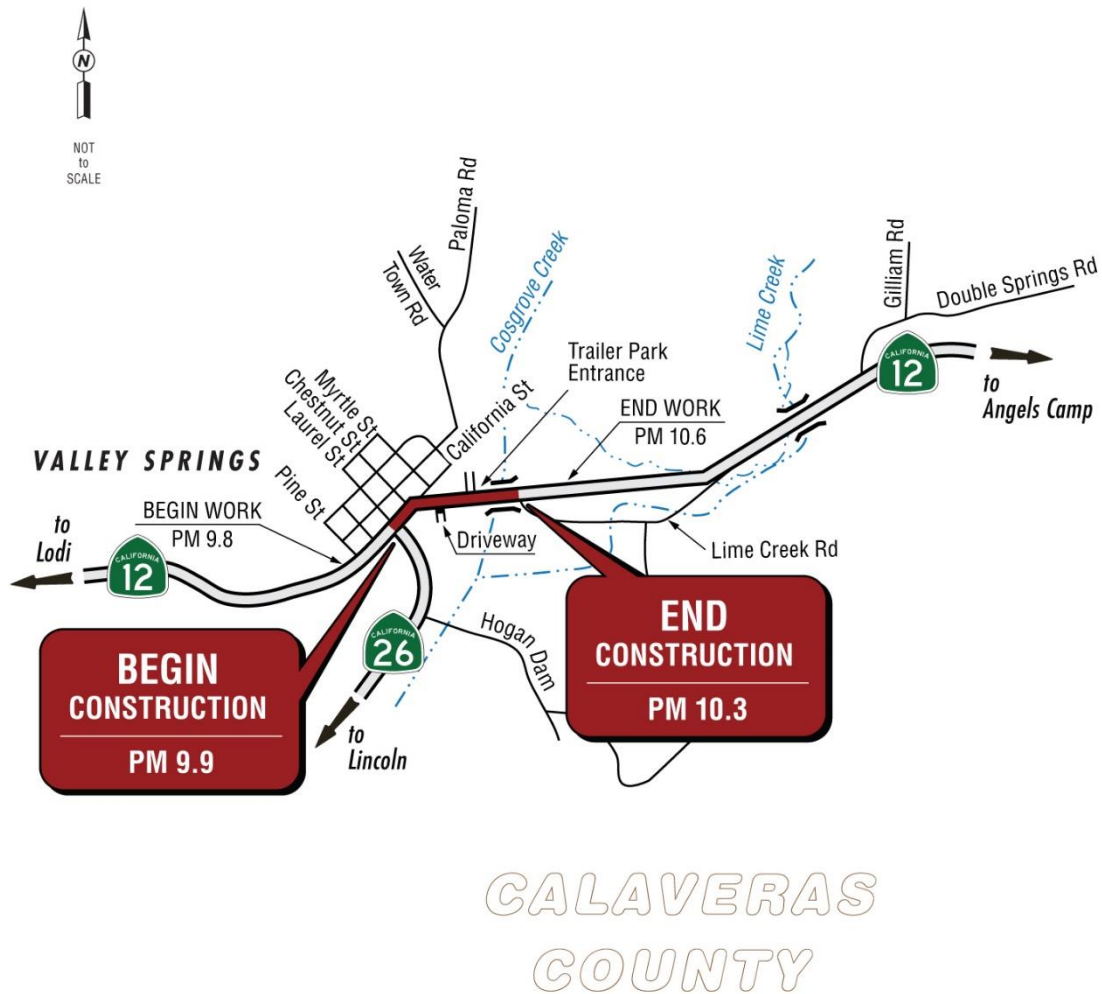 N
NOT
to
SCALE
Paloma Rd
Water
Town Rd
Cosgrove Creek
Lime Creek
Gilliam Rd
Double Springs Rd
CALIFORNIA
12
to
Angels Camp
Trailer Park
Entrance
END WORK
PM 10.6
Myrtle St
Chestnut St
Laurel St
California St
VALLEY SPRINGS
Pine St
BEGIN WORK
PM 9.8
to
Lodi
CALIFORNIA
12
Driveway
Lime Creek Rd
CALIFORNIA
26
Hogan Dam
to
Lincoln
BEGIN
CONSTRUCTION
PM 9.9
END
CONSTRUCTION
PM 10.3
CALAVERAS
COUNTY